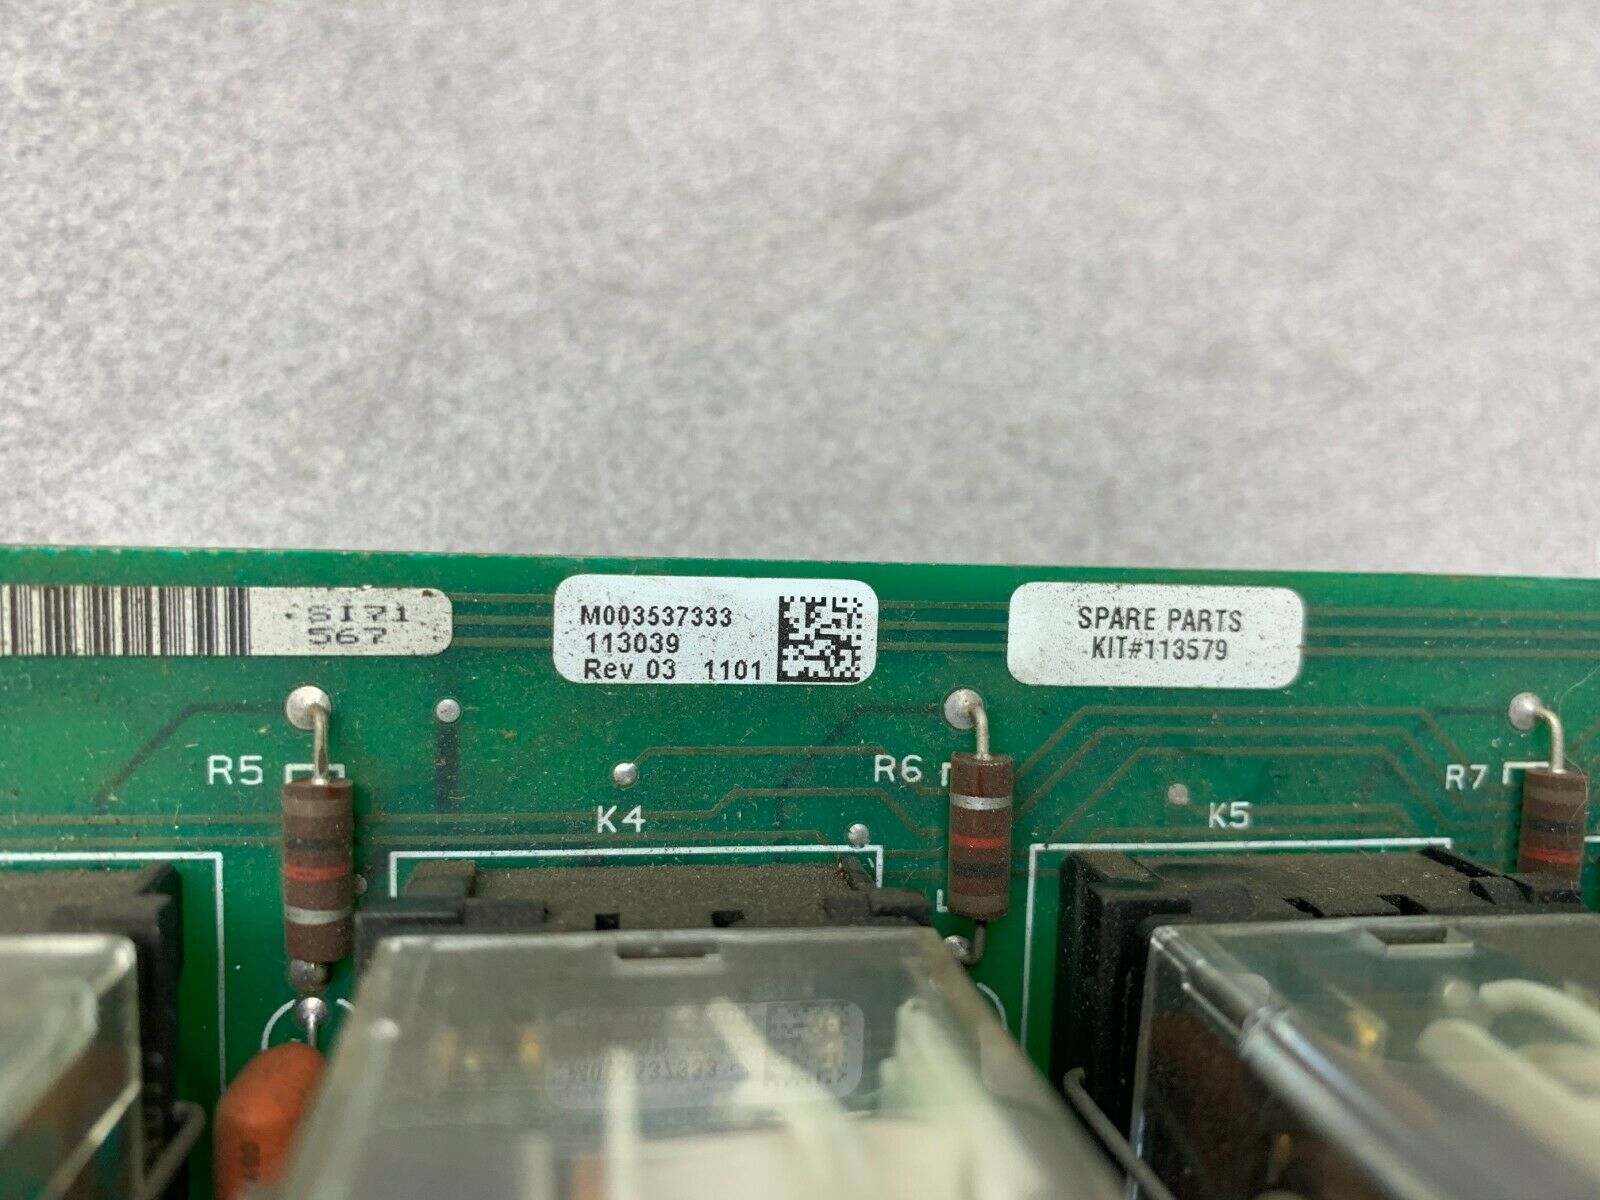 SI71
567
M003537333
113039
Rev 03 1101
SPARE PARTS
KIT#113579
R5
K4
R6
K5
R7